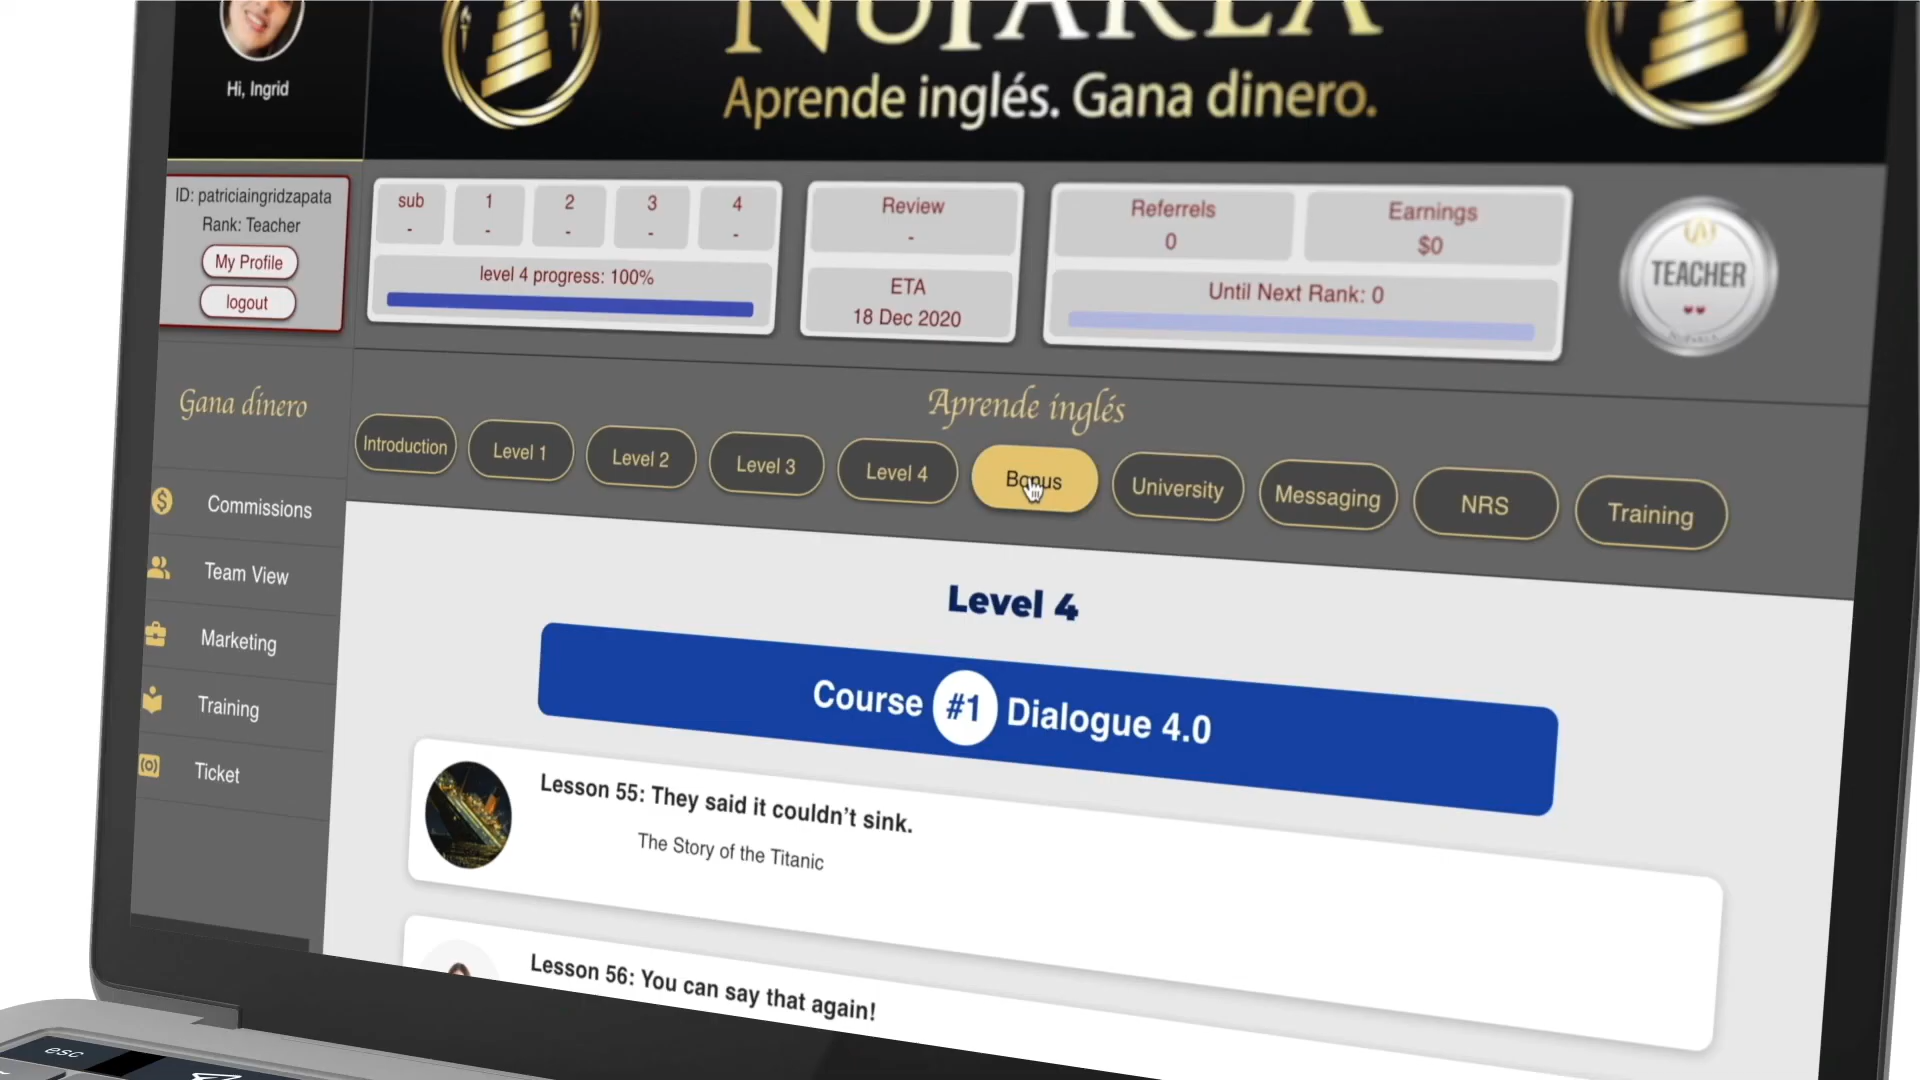 NUPAREA
Aprende inglés. Gana dinero.
Hi, Ingrid
ID: patriciaingridzapata
Rank: Teacher
My Profile
logout
sub 1 2 3 4
- - - - -
level 4 progress: 100%
Review
-
ETA
18 Dec 2020
Referrals Earnings
0 $0
Until Next Rank: 0
TEACHER
Gana dinero
Commissions
Team View
Marketing
Training
Ticket
Aprende inglés
Introduction Level 1 Level 2 Level 3 Level 4 Bonus University Messaging NRS Training
Level 4
Course #1 Dialogue 4.0
Lesson 55: They said it couldn’t sink.
The Story of the Titanic
Lesson 56: You can say that again!
esc